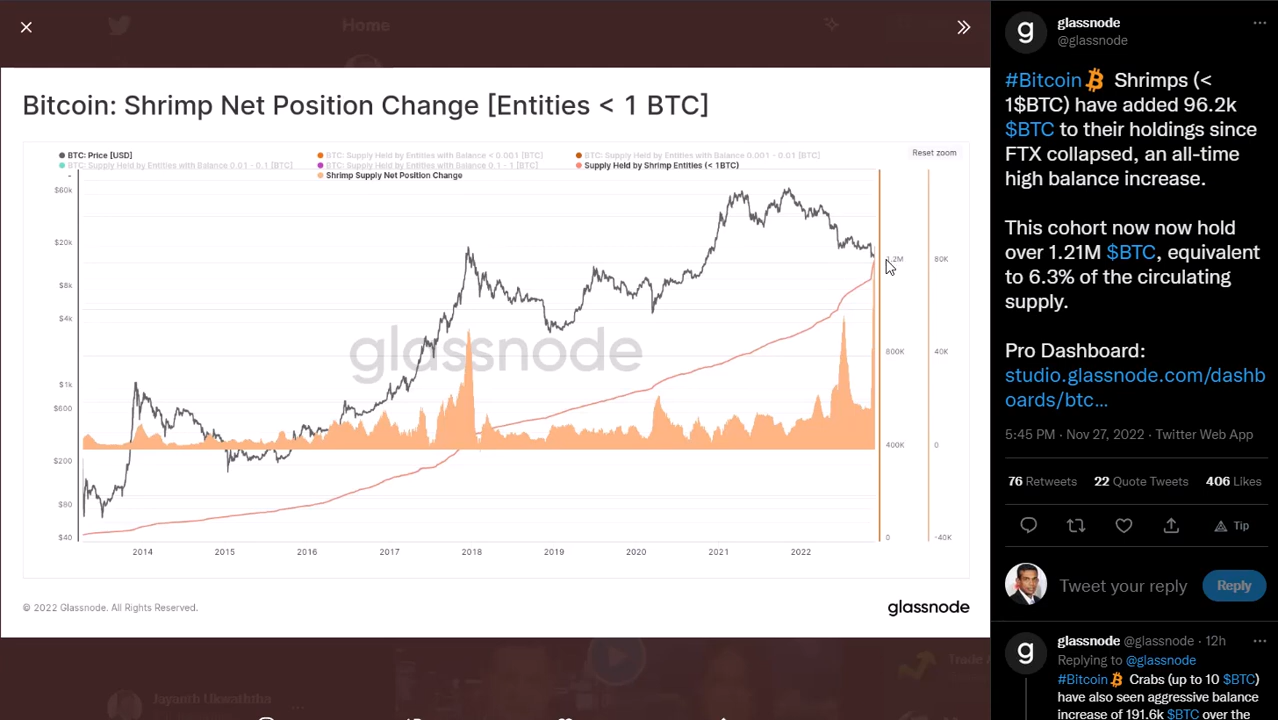 Home
Bitcoin: Shrimp Net Position Change [Entities < 1 BTC]
BTC: Price [USD]
BTC: Supply Held by Entities with Balance < 0.001 [BTC]
BTC: Supply Held by Entities with Balance 0.001 - 0.01 [BTC]
BTC: Supply Held by Entities with Balance 0.01 - 0.1 [BTC]
BTC: Supply Held by Entities with Balance 0.1 - 1 [BTC]
Supply Held by Shrimp Entities (< 1BTC)
Shrimp Supply Net Position Change
Reset zoom
$60k
$20k
$8k
$4k
$1k
$600
$200
$80
$40
glassnode
1.2M
800K
400K
0
80K
40K
0
-40K
2014 2015 2016 2017 2018 2019 2020 2021 2022
© 2022 Glassnode. All Rights Reserved.
glassnode
Jayanth Ukwaththa
Trade
g
glassnode
@glassnode
#Bitcoin Shrimps (<
1$BTC) have added 96.2k
$BTC to their holdings since
FTX collapsed, an all-time
high balance increase.
This cohort now now hold
over 1.21M $BTC, equivalent
to 6.3% of the circulating
supply.
Pro Dashboard:
studio.glassnode.com/dashb
oards/btc…
5:45 PM · Nov 27, 2022 · Twitter Web App
76 Retweets 22 Quote Tweets 406 Likes
Tip
Tweet your reply
Reply
g
glassnode @glassnode · 12h
Replying to @glassnode
#Bitcoin Crabs (up to 10 $BTC)
have also seen aggressive balance
increase of 191.6k $BTC over the